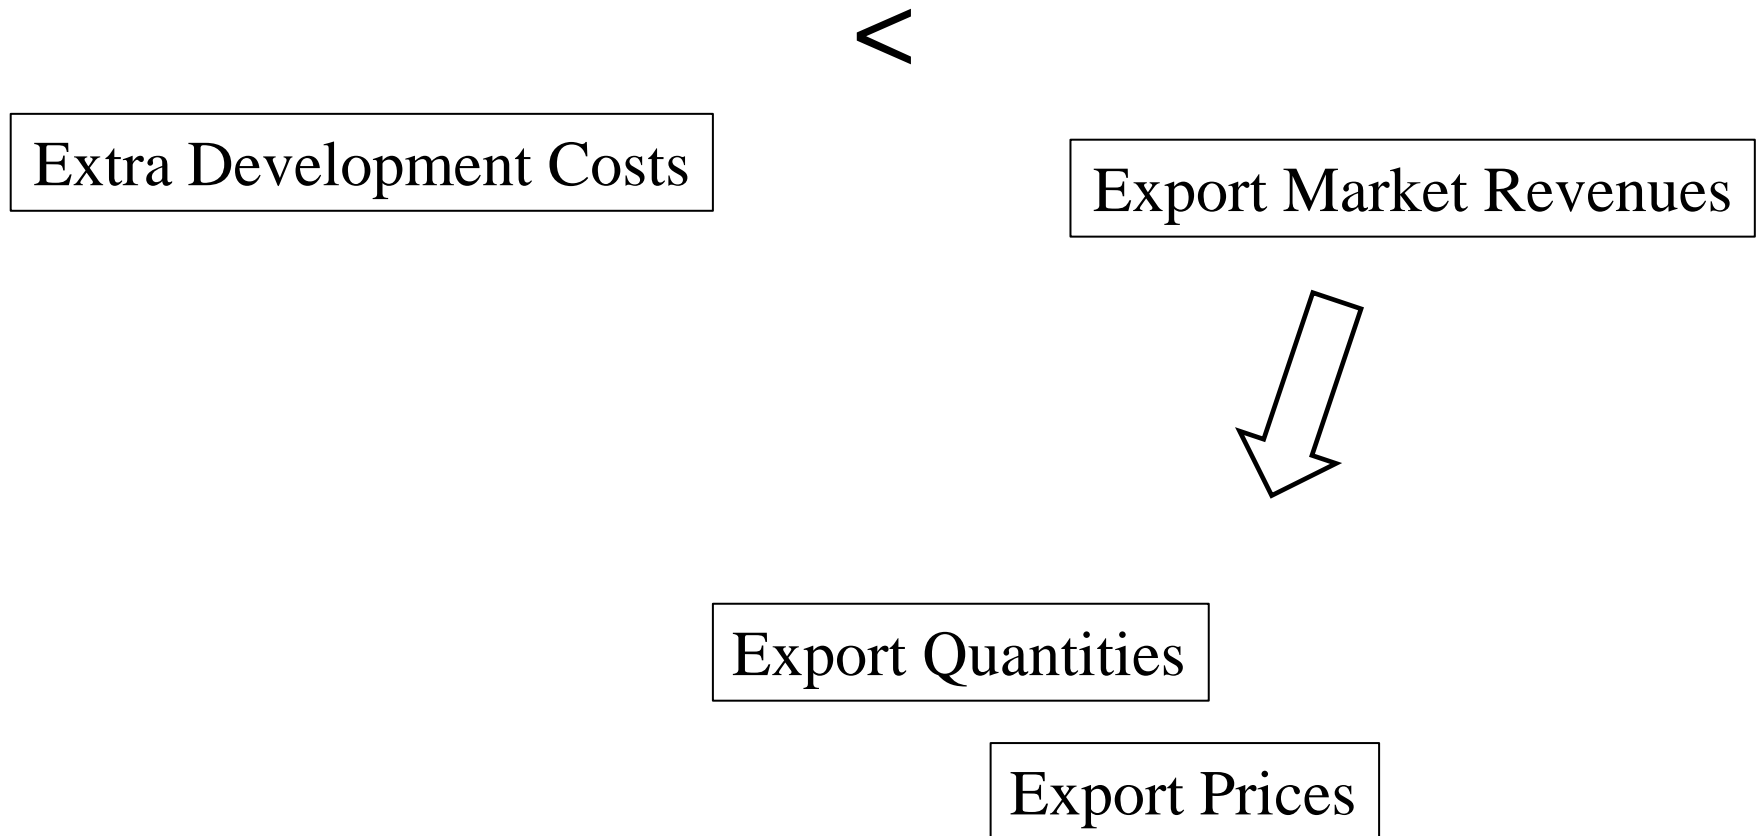 <
Extra Development Costs
Export Market Revenues
Export Quantities
Export Prices